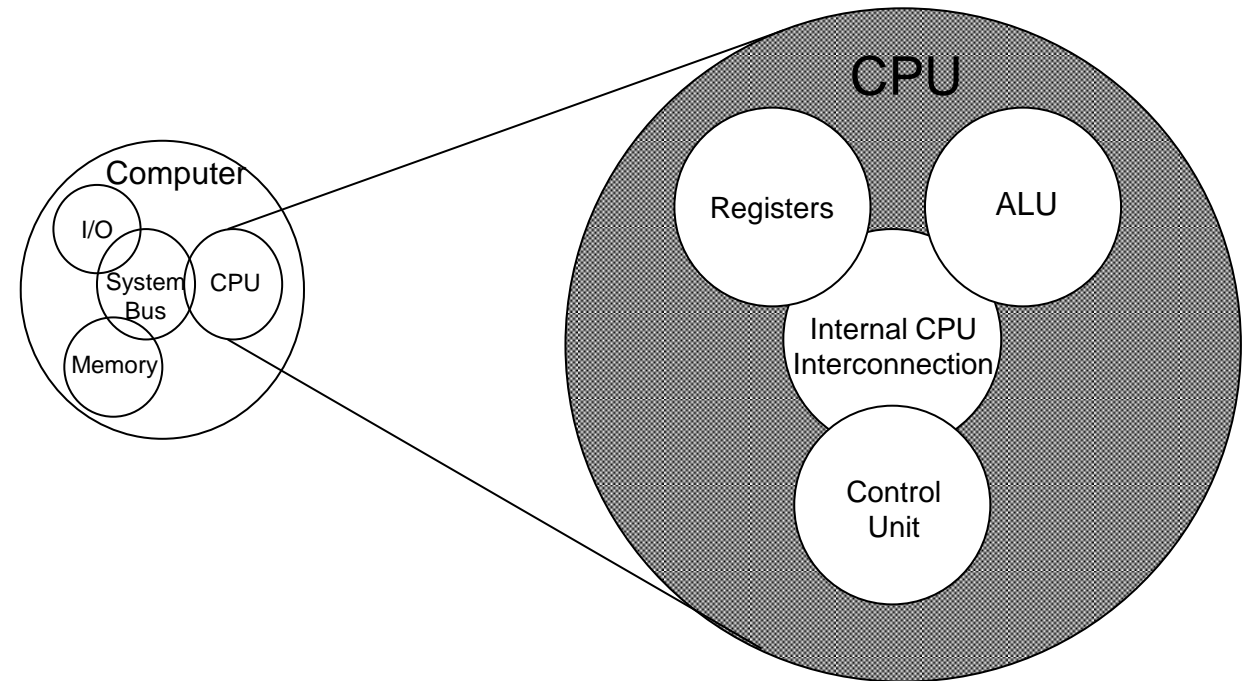 Computer
I/O
System
Bus
CPU
Memory
CPU
Registers
ALU
Internal CPU
Interconnection
Control
Unit